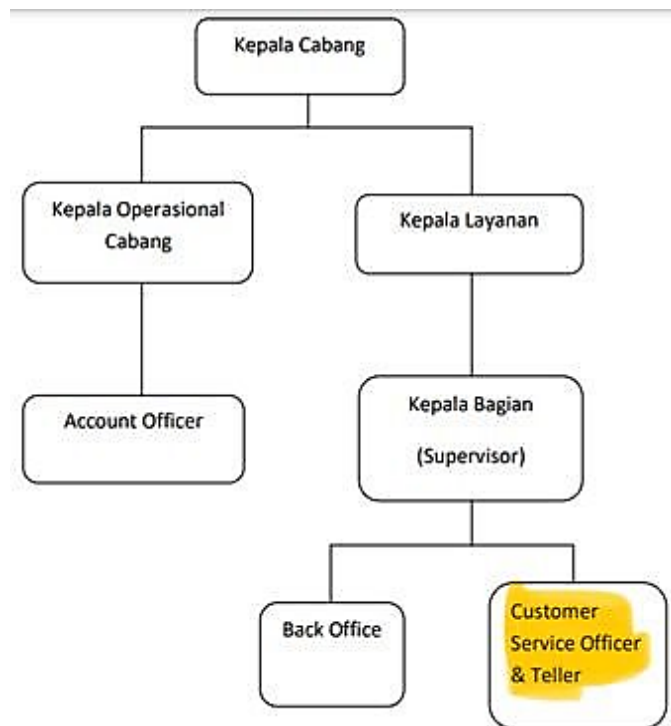 Kepala Cabang
Kepala Operasional
Cabang
Kepala Layanan
Account Officer
Kepala Bagian
(Supervisor)
Back Office
Customer
Service Officer
& Teller